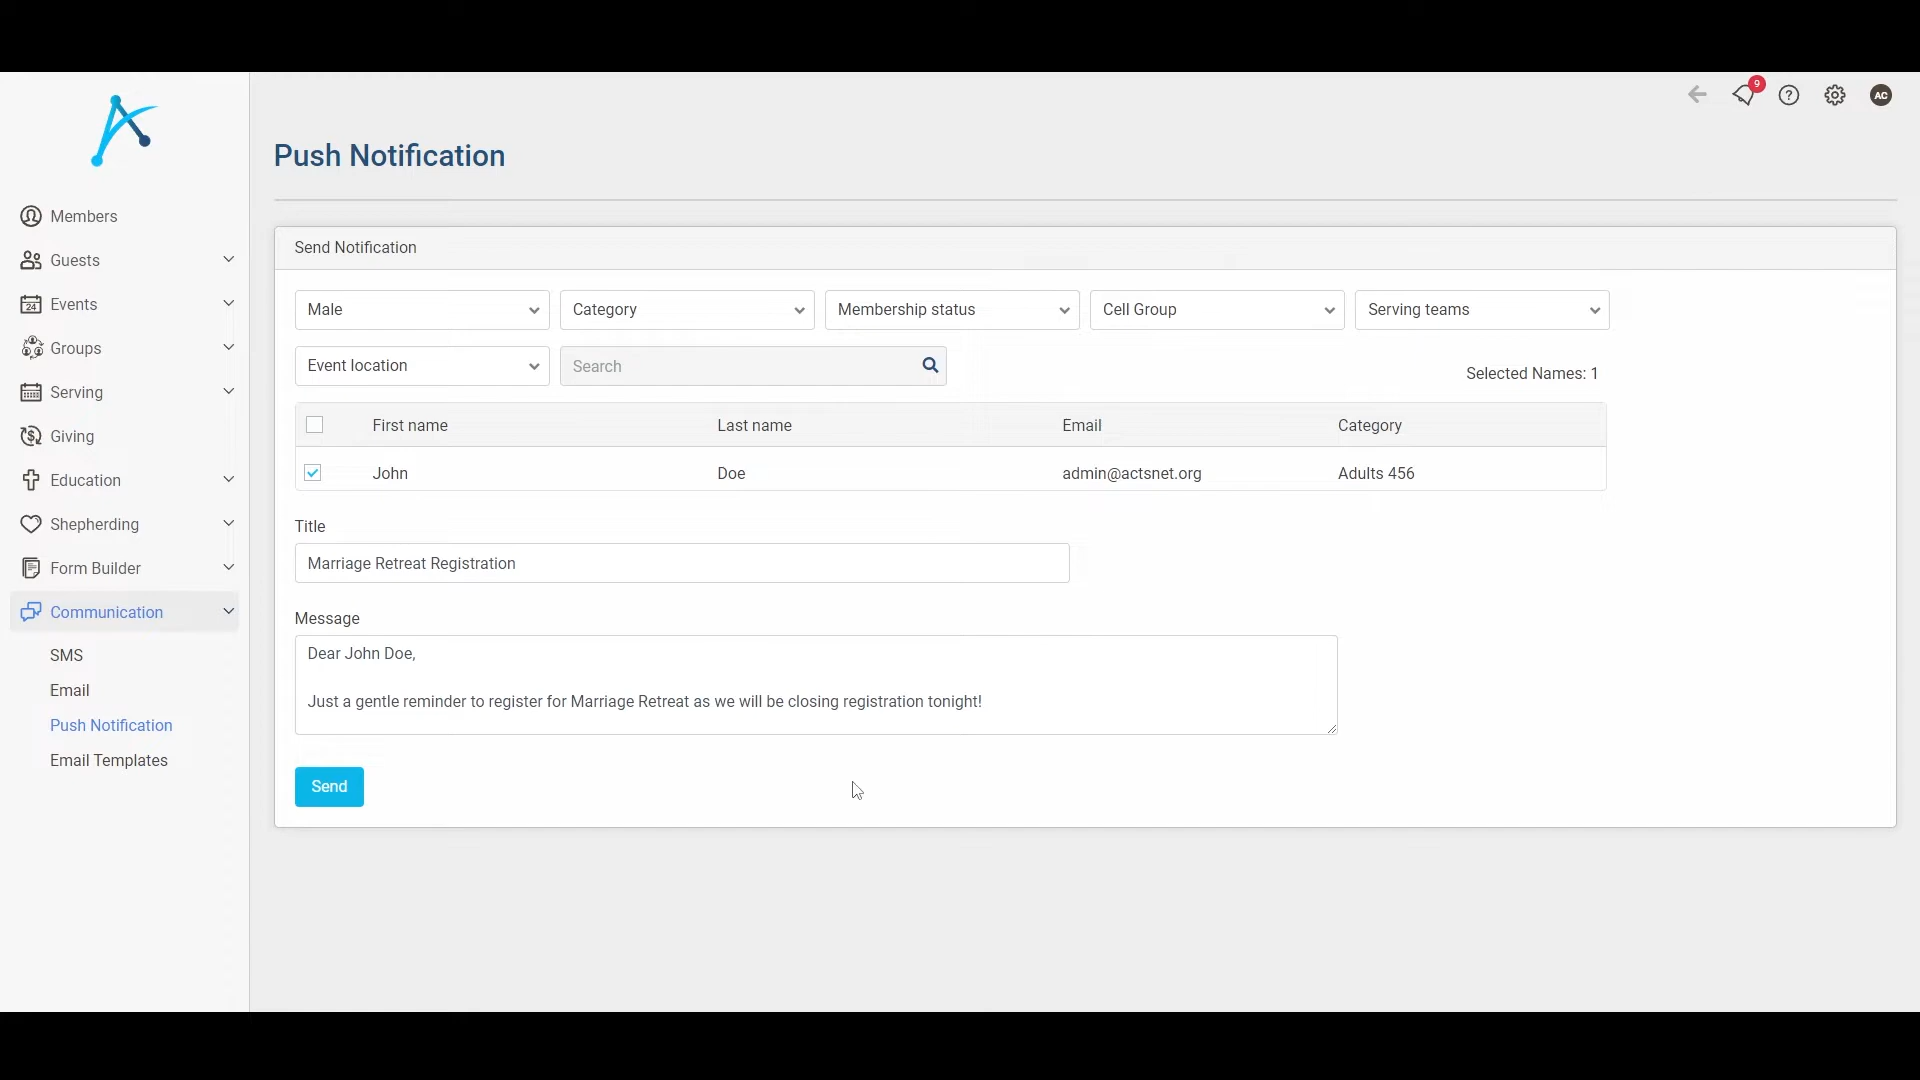 9
AC
Push Notification
Members
Guests
24
Events
Groups
Serving
Giving
Education
Shepherding
Form Builder
Communication
SMS
Email
Push Notification
Email Templates
Send Notification
Male
Category
Membership status
Cell Group
Serving teams
Event location
Search
Selected Names: 1
First name Last name Email Category
John Doe admin@actsnet.org Adults 456
Title
Marriage Retreat Registration
Message
Dear John Doe,
Just a gentle reminder to register for Marriage Retreat as we will be closing registration tonight!
Send